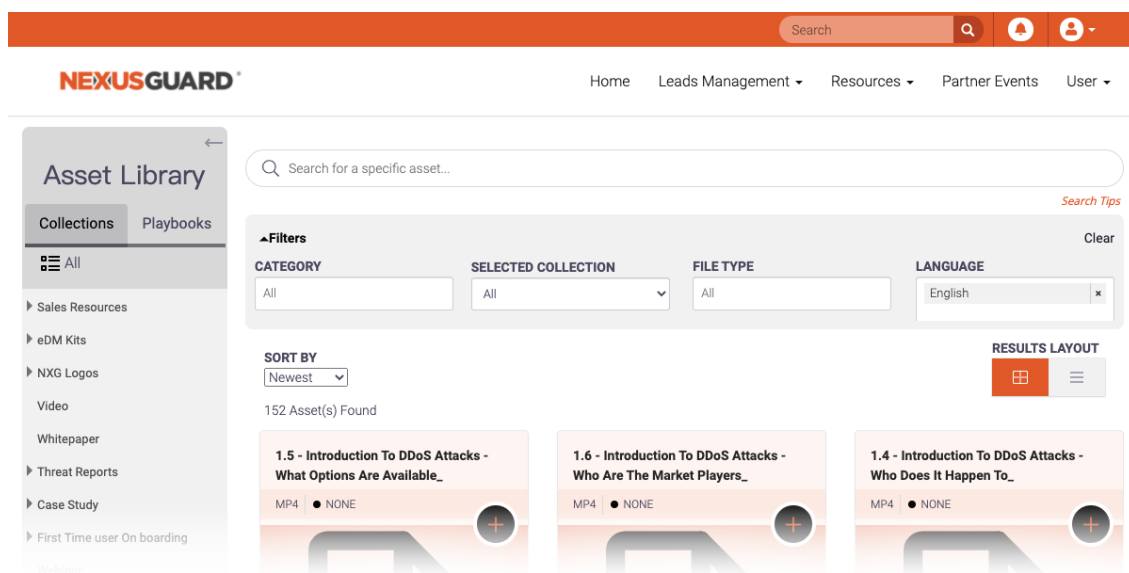 Search
NEXUSGUARD®
Home Leads Management Resources Partner Events User
Asset Library
Collections Playbooks
All
Sales Resources
eDM Kits
NXG Logos
Video
Whitepaper
Threat Reports
Case Study
First Time user On boarding
Webinar
Search for a specific asset...
Search Tips
Filters Clear
CATEGORY SELECTED COLLECTION FILE TYPE LANGUAGE
All All All English ×
SORT BY
Newest
RESULTS LAYOUT
152 Asset(s) Found
1.5 - Introduction To DDoS Attacks -
What Options Are Available_
MP4 NONE
1.6 - Introduction To DDoS Attacks -
Who Are The Market Players_
MP4 NONE
1.4 - Introduction To DDoS Attacks -
Who Does It Happen To_
MP4 NONE